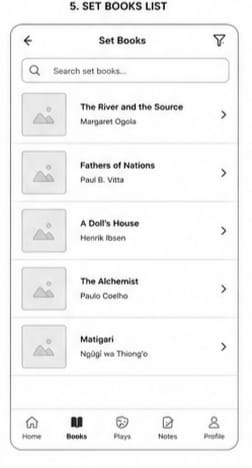 5. SET BOOKS LIST
Set Books
Search set books...
The River and the Source
Margaret Ogola
Fathers of Nations
Paul B. Vitta
A Doll's House
Henrik Ibsen
The Alchemist
Paulo Coelho
Matigari
Ngũgĩ wa Thiong'o
Home Books Plays Notes Profile